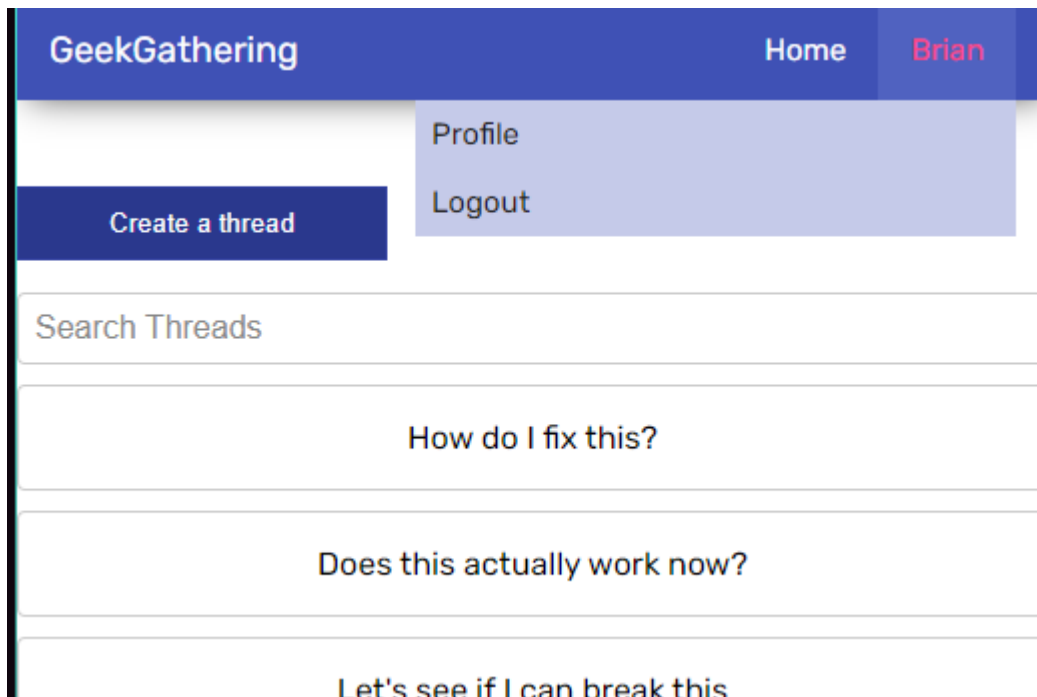 GeekGathering Home Brian
Profile
Logout
Create a thread
Search Threads
How do I fix this?
Does this actually work now?
Let's see if I can break this